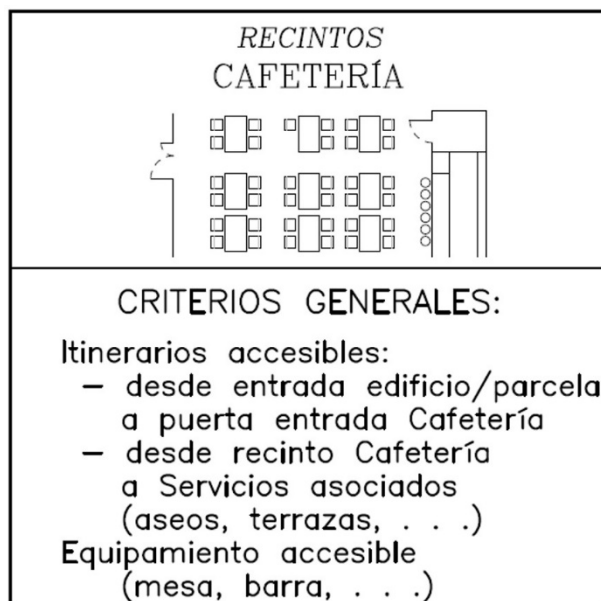 RECINTOS
CAFETERÍA
CRITERIOS GENERALES:
Itinerarios accesibles:
– desde entrada edificio/parcela
a puerta entrada Cafetería
– desde recinto Cafetería
a Servicios asociados
(aseos, terrazas, . . .)
Equipamiento accesible
(mesa, barra, . . .)